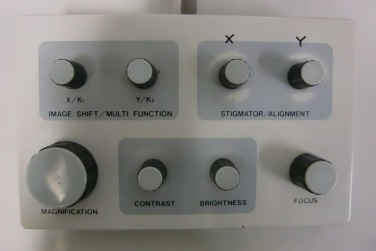 X Y
X/K₁ Y/K₂
IMAGE SHIFT/MULTI FUNCTION STIGMATOR/ALIGNMENT
MAGNIFICATION CONTRAST BRIGHTNESS FOCUS